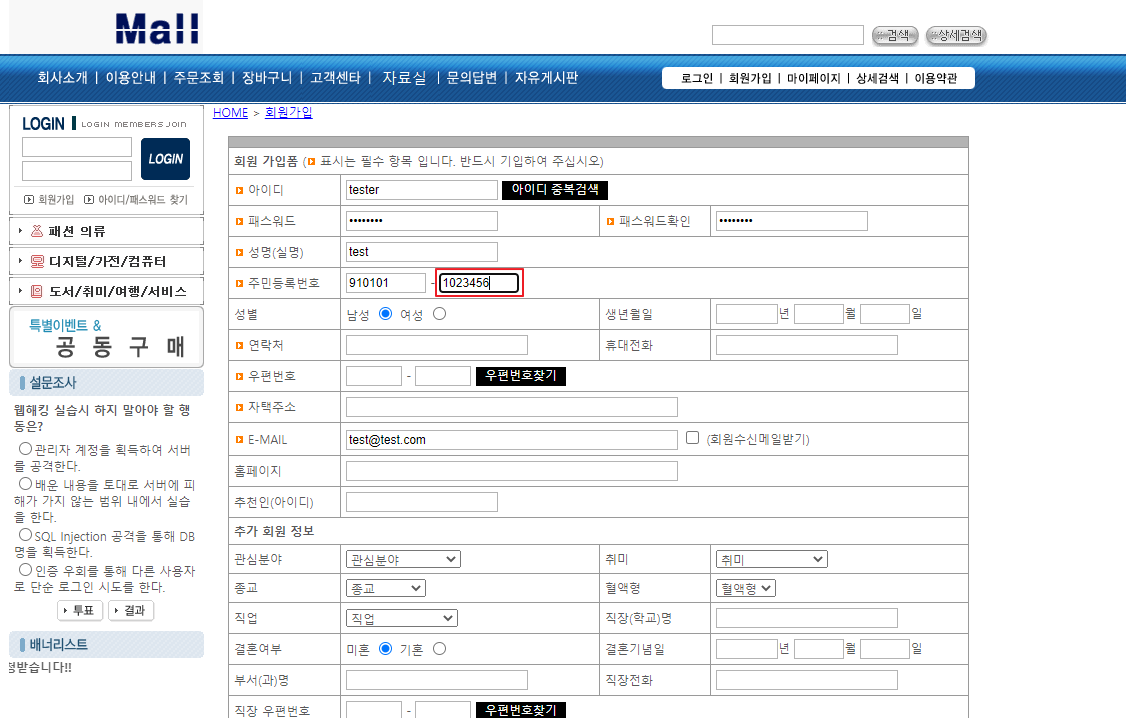 Mall
검색 상세검색
회사소개 | 이용안내 | 주문조회 | 장바구니 | 고객센타 | 자료실 | 문의답변 | 자유게시판
로그인 | 회원가입 | 마이페이지 | 상세검색 | 이용약관
LOGIN LOGIN MEMBERS JOIN
LOGIN
회원가입 아이디/패스워드 찾기
패션 의류
디지털/가전/컴퓨터
도서/취미/여행/서비스
특별이벤트 &
공 동 구 매
설문조사
웹해킹 실습시 하지 말아야 할 행
동은?
관리자 계정을 획득하여 서버
를 공격한다.
배운 내용을 토대로 서버에 피
해가 가지 않는 범위 내에서 실습
을 한다.
SQL Injection 공격을 통해 DB
명을 획득한다.
인증 우회를 통해 다른 사용자
로 단순 로그인 시도를 한다.
투표 결과
배너리스트
정받습니다!!
HOME > 회원가입
회원 가입폼 ( 표시는 필수 항목 입니다. 반드시 기입하여 주십시오)
아이디 tester 아이디 중복검색
패스워드 •••••••• 패스워드확인 ••••••••
성명(실명) test
주민등록번호 910101 - 1023456
성별 남성 여성 생년월일 년 월 일
연락처 휴대전화
우편번호 - 우편번호찾기
자택주소
E-MAIL test@test.com (회원수신메일받기)
홈페이지
추천인(아이디)
추가 회원 정보
관심분야 관심분야 취미 취미
종교 종교 혈액형 혈액형
직업 직업 직장(학교)명
결혼여부 미혼 기혼 결혼기념일 년 월 일
부서(과)명 직장전화
직장 우편번호 - 우편번호찾기